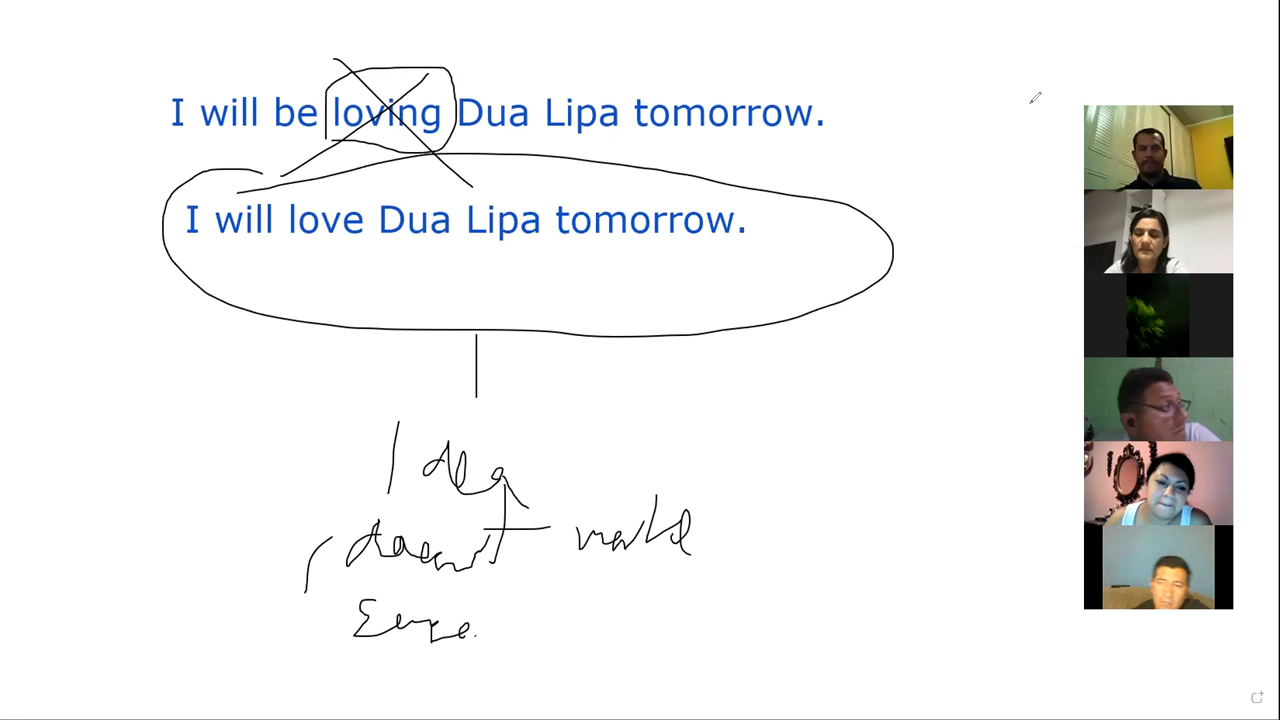 I will be loving Dua Lipa tomorrow.
I will love Dua Lipa tomorrow.
Idea
doesn't make
sense.